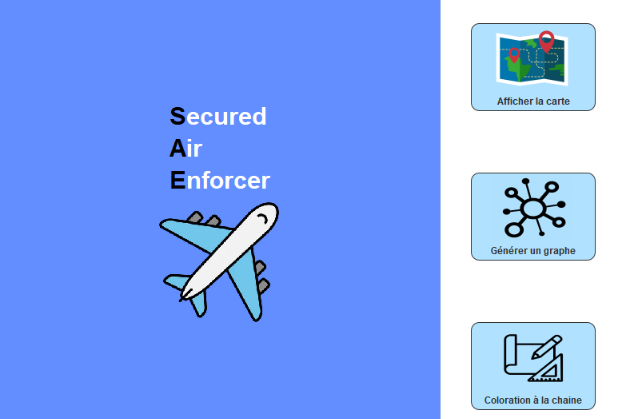 Secured
Air
Enforcer
Afficher la carte
Générer un graphe
Coloration à la chaine